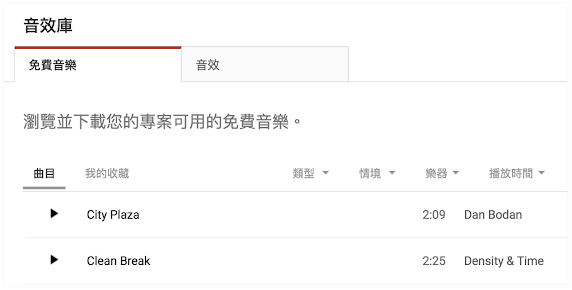 音效庫
免費音樂 音效
瀏覽並下載您的專案可用的免費音樂。
曲目 我的收藏 類型 情境 樂器 播放時間
City Plaza 2:09 Dan Bodan
Clean Break 2:25 Density & Time